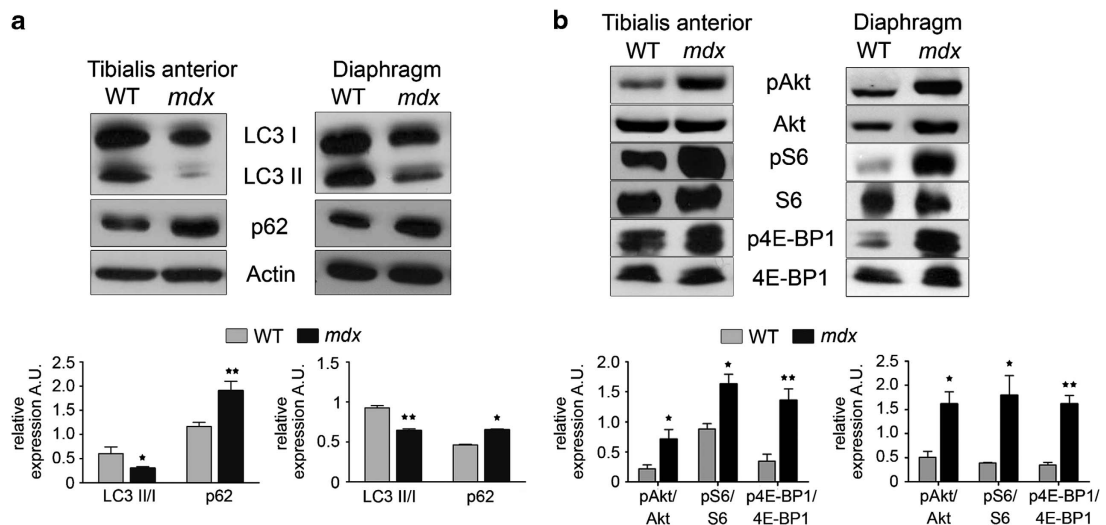 a
Tibialis anterior
WT mdx
Diaphragm
WT mdx
LC3 I
LC3 II
p62
Actin
WT mdx
relative
expression A.U.
2.5
2.0
1.5
1.0
0.5
0
★
★★
LC3 II/I p62
relative
expression A.U.
1.5
1.0
0.5
0
★★
★
LC3 II/I p62
b
Tibialis anterior
WT mdx
Diaphragm
WT mdx
pAkt
Akt
pS6
S6
p4E-BP1
4E-BP1
WT mdx
relative
expression A.U.
2.0
1.5
1.0
0.5
0
★
★
★★
pAkt/ pS6/ p4E-BP1/
Akt S6 4E-BP1
relative
expression A.U.
2.5
2.0
1.5
1.0
0.5
0
★
★
★★
pAkt/ pS6/ p4E-BP1/
Akt S6 4E-BP1